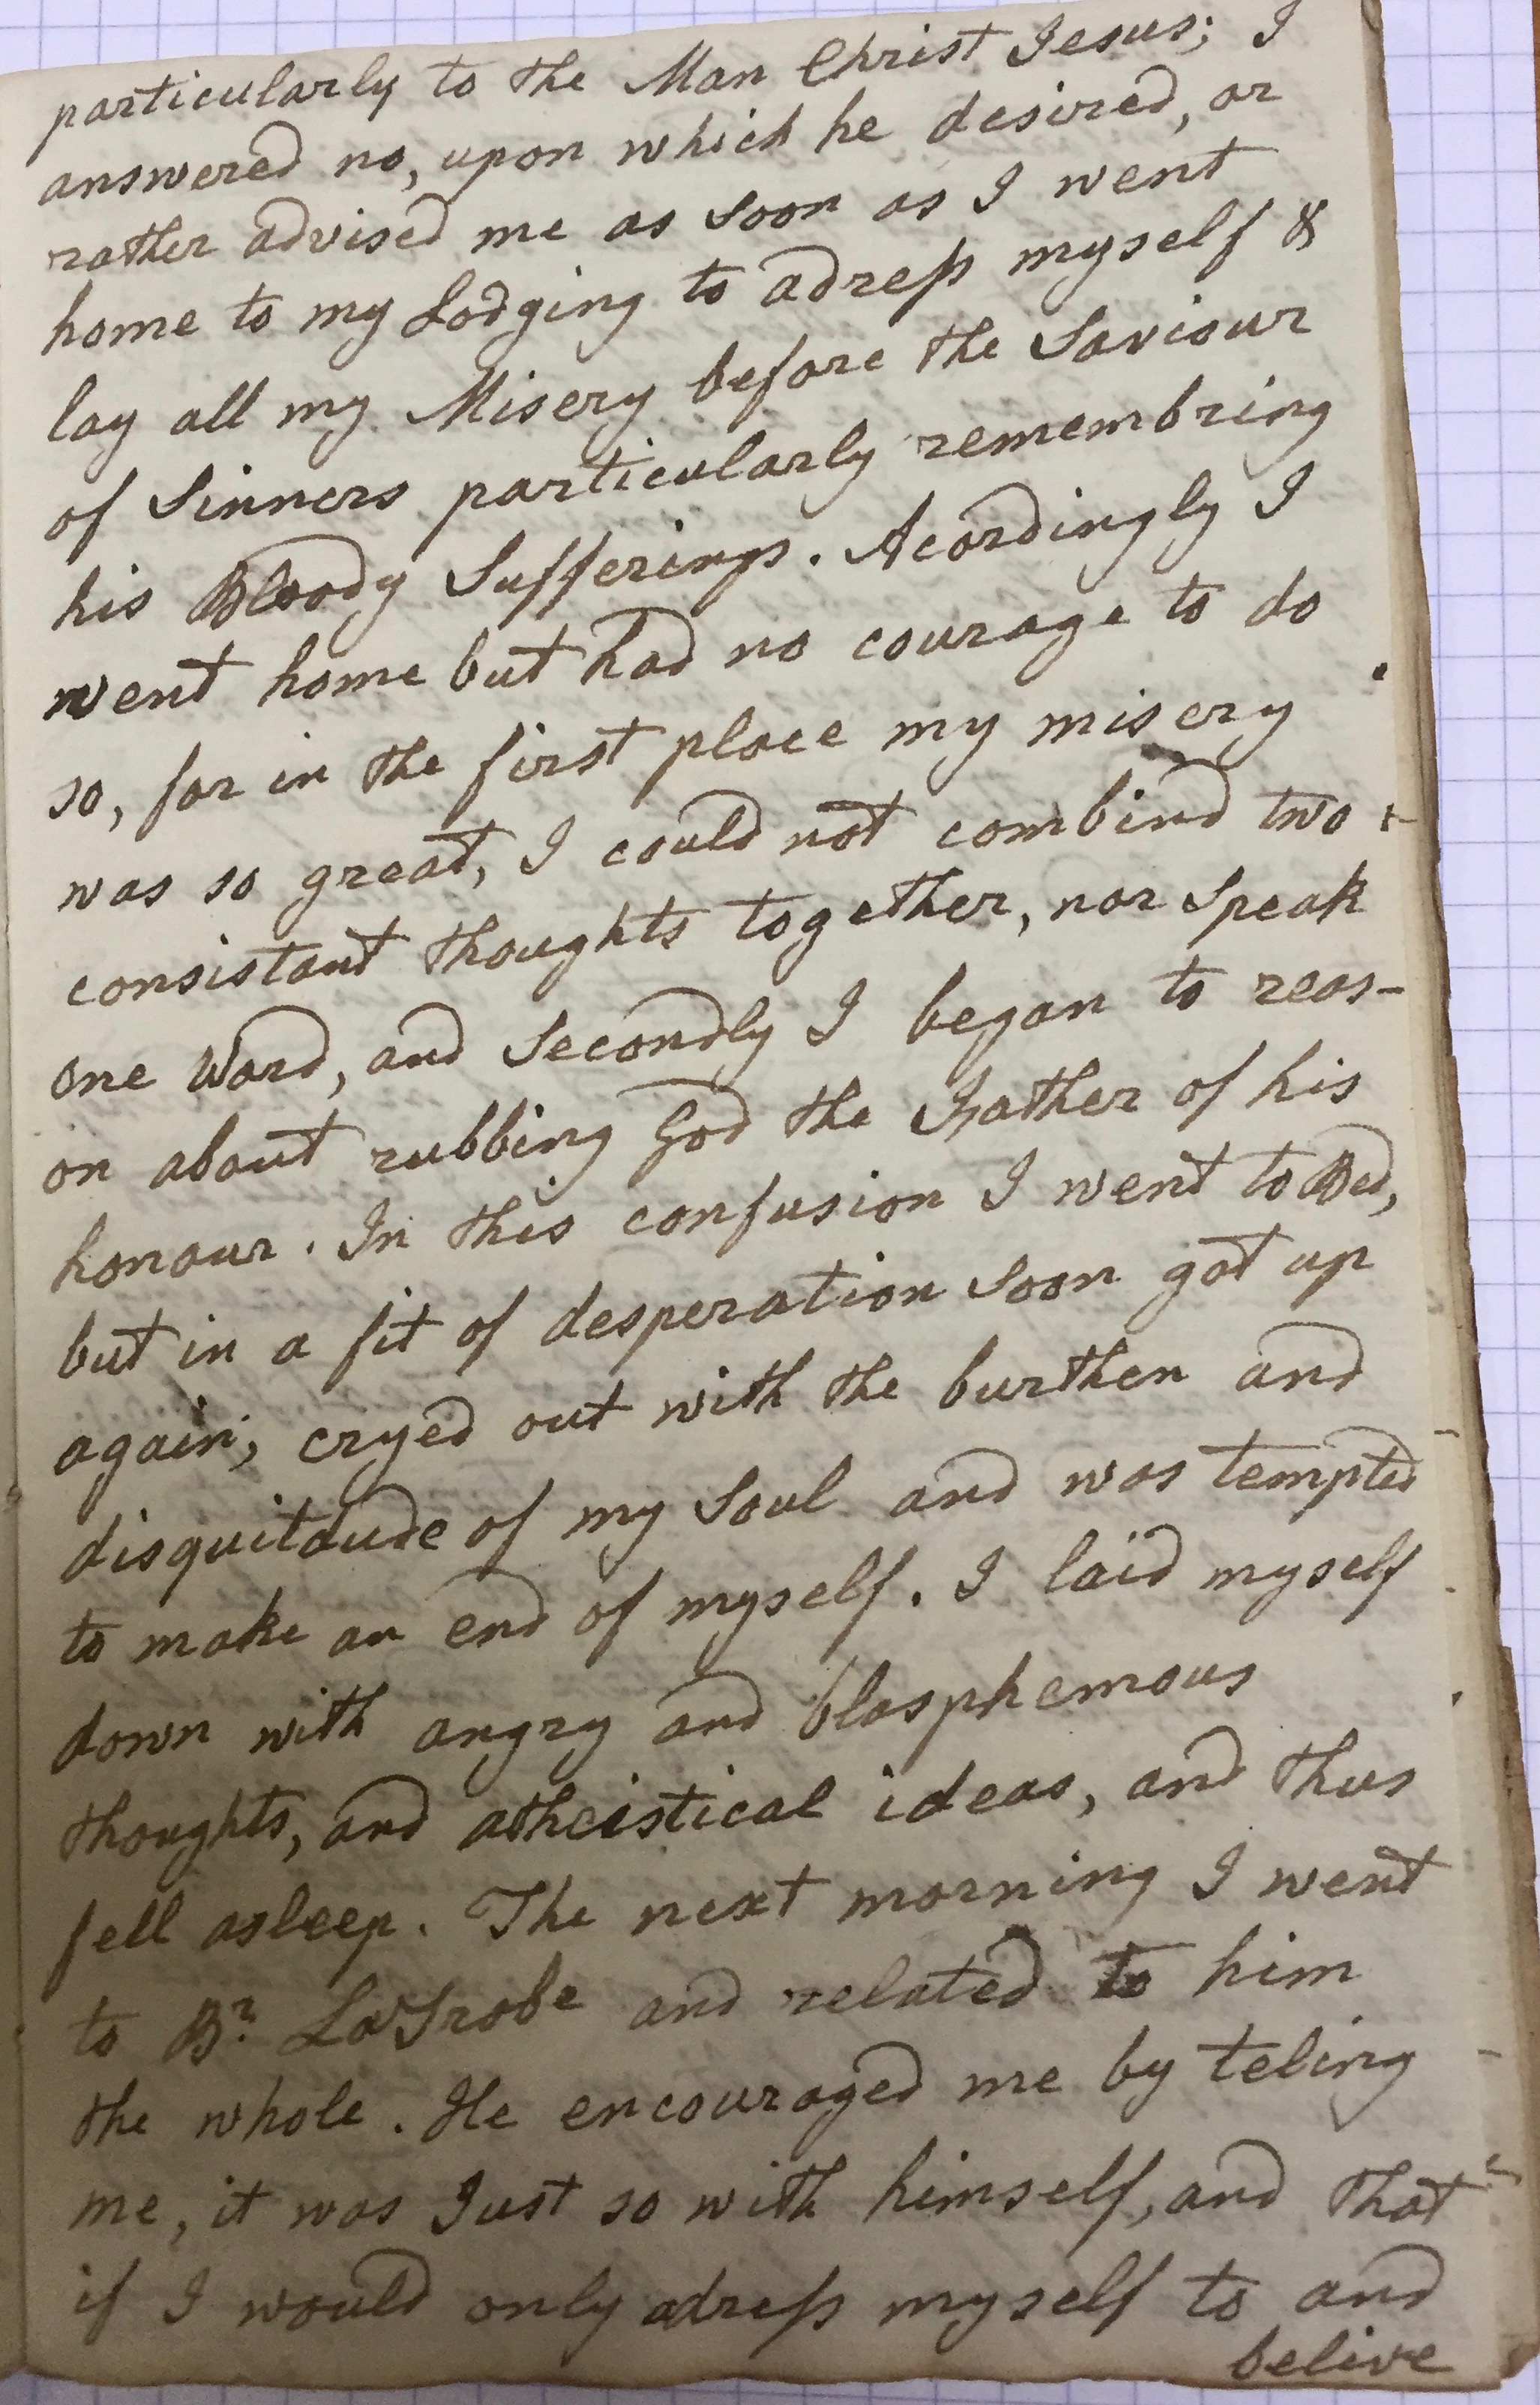 particularly to the Man Christ Jesus; I
answered no, upon which he desired, or
rather advised me as soon as I went
home to my Lodging to adress myself &
lay all my Misery before the Saviour
of Sinners particularly remembring
his Bloody Sufferings. Acordingly I
went home but had no courage to do
so, for in the first place my misery
was so great, I could not combind two
consistant thoughts together, nor Speak
one Word, and Secondly I began to reas-
on about rubbing God the Father of his
honour. In this confusion I went to Bed,
but in a fit of desperation soon got up
again, cryed out with the burthen and
disquitdude of my Soul and was tempted
to make an end of myself. I laid myself
down with angry and blasphemous
thoughts, and atheistical ideas, and thus
fell asleep. The next morning I went
to Br. LaTrobe and related to him
the whole. He encouraged me by teling
me, it was Just so with himself, and that
if I would only adress myself to and
belive